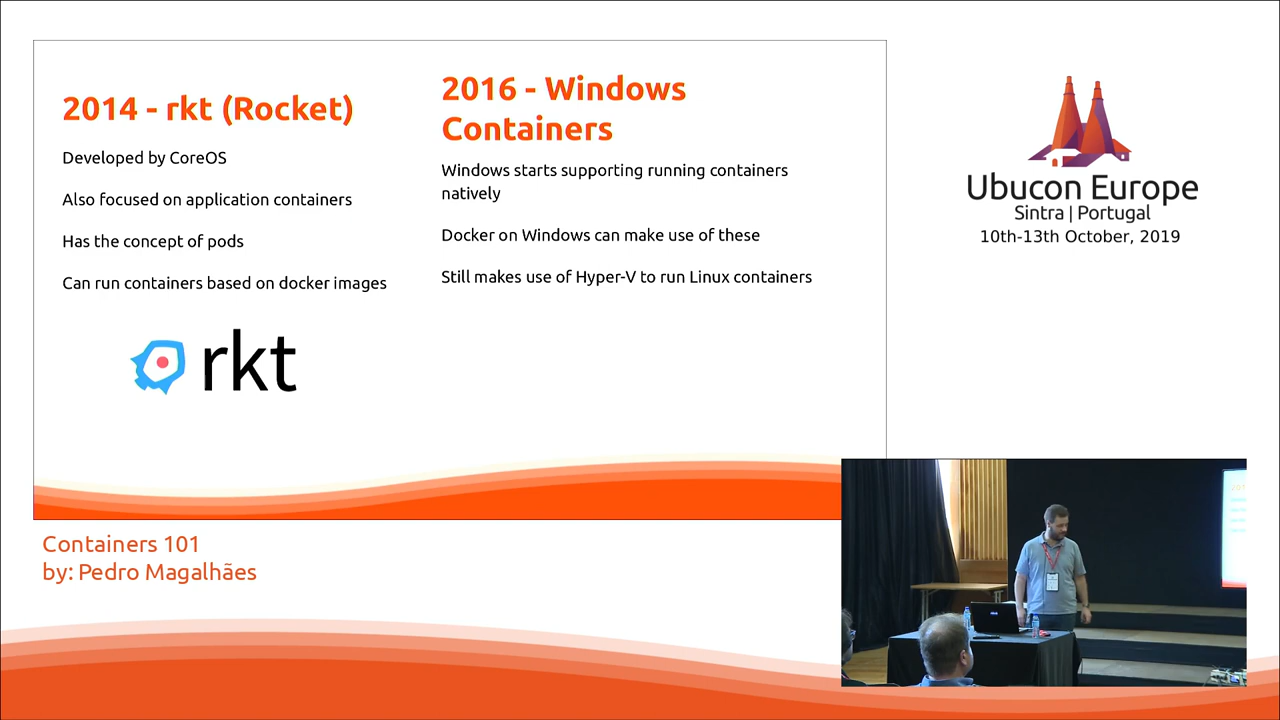 2014 - rkt (Rocket)
Developed by CoreOS
Also focused on application containers
Has the concept of pods
Can run containers based on docker images
rkt
2016 - Windows
Containers
Windows starts supporting running containers
natively
Docker on Windows can make use of these
Still makes use of Hyper-V to run Linux containers
Ubucon Europe
Sintra | Portugal
10th-13th October, 2019
Containers 101
by: Pedro Magalhães